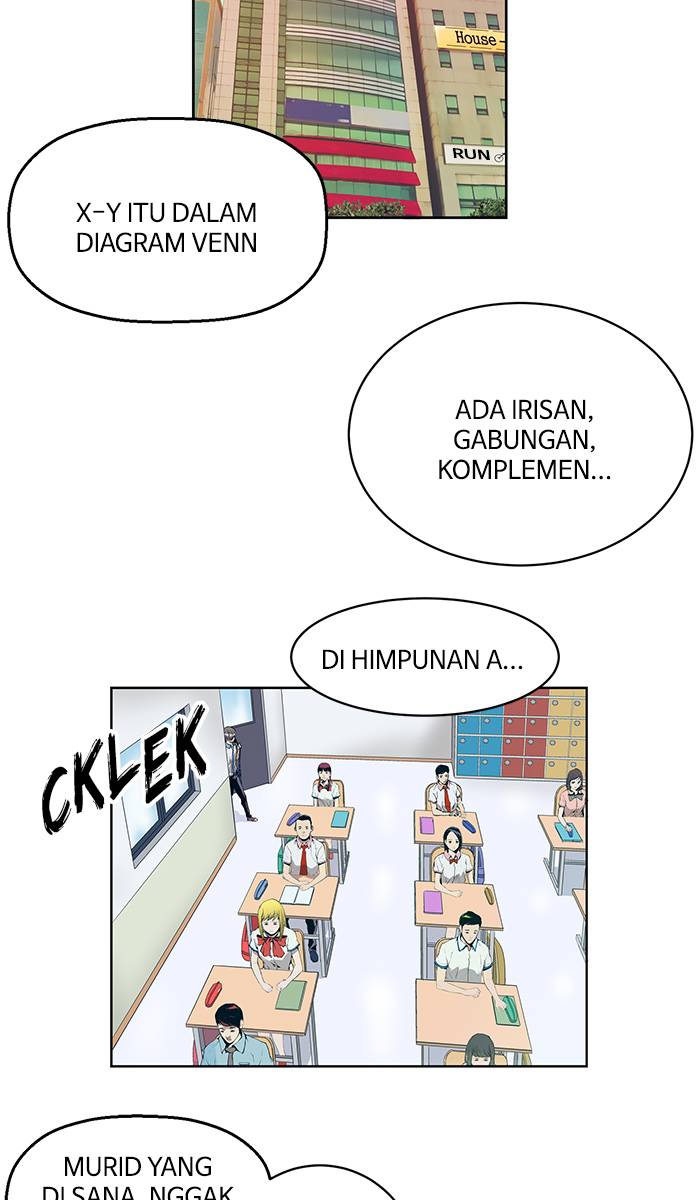 House
RUN
X-Y ITU DALAM
DIAGRAM VENN
ADA IRISAN,
GABUNGAN,
KOMPLEMEN...
DI HIMPUNAN A...
CKLEK
MURID YANG
DI SANA, NGGAK